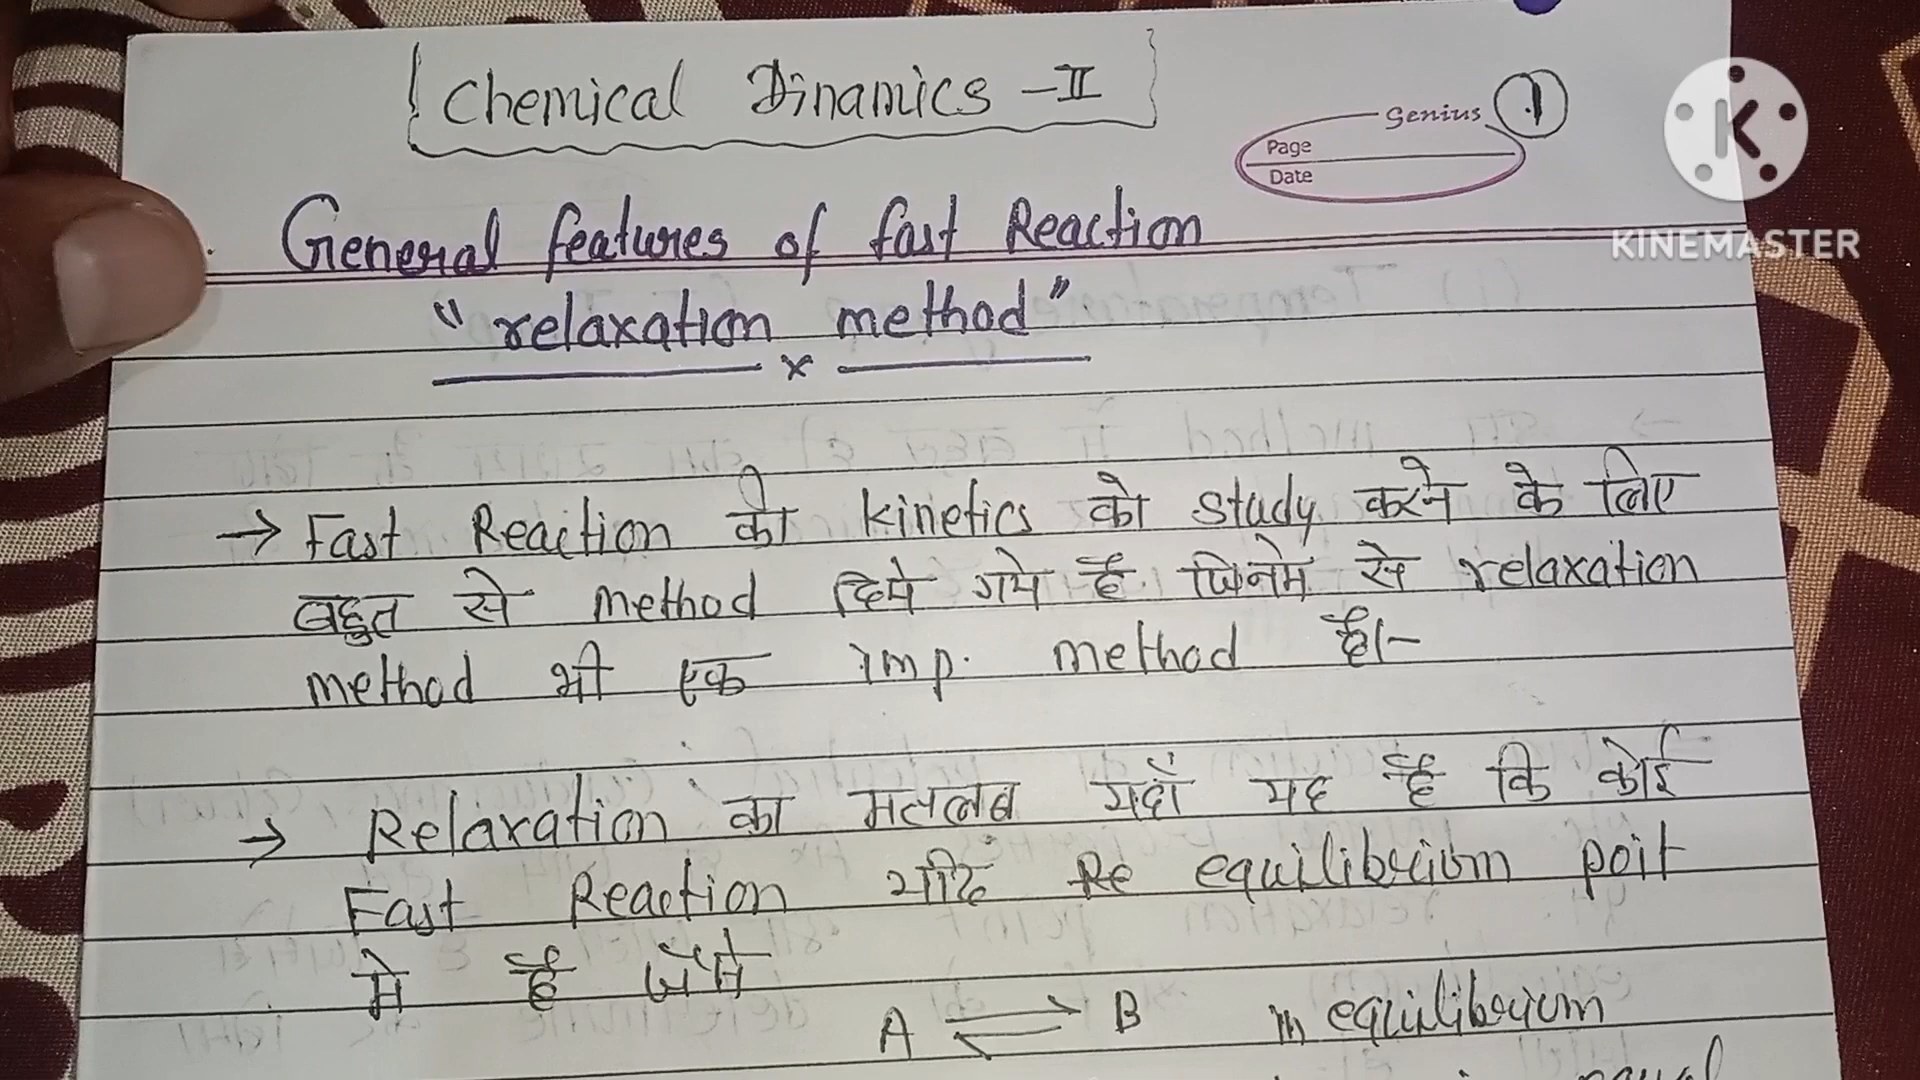 Chemical Dinamics - II
Genius 1
Page
Date
K
KINEMASTER
General features of fast Reaction
"relaxation method"
x
→ Fast Reaction की kinetics को study करने के लिए
बहुत से method दिये गये है जिनमे से relaxation
method भी एक imp. method है।-
→ Relaxation का मतलब यहाँ यह है कि कोई
Fast Reaction यदि Re equilibrium poit
मे है जैसे
A ⇌ B in equilibrium